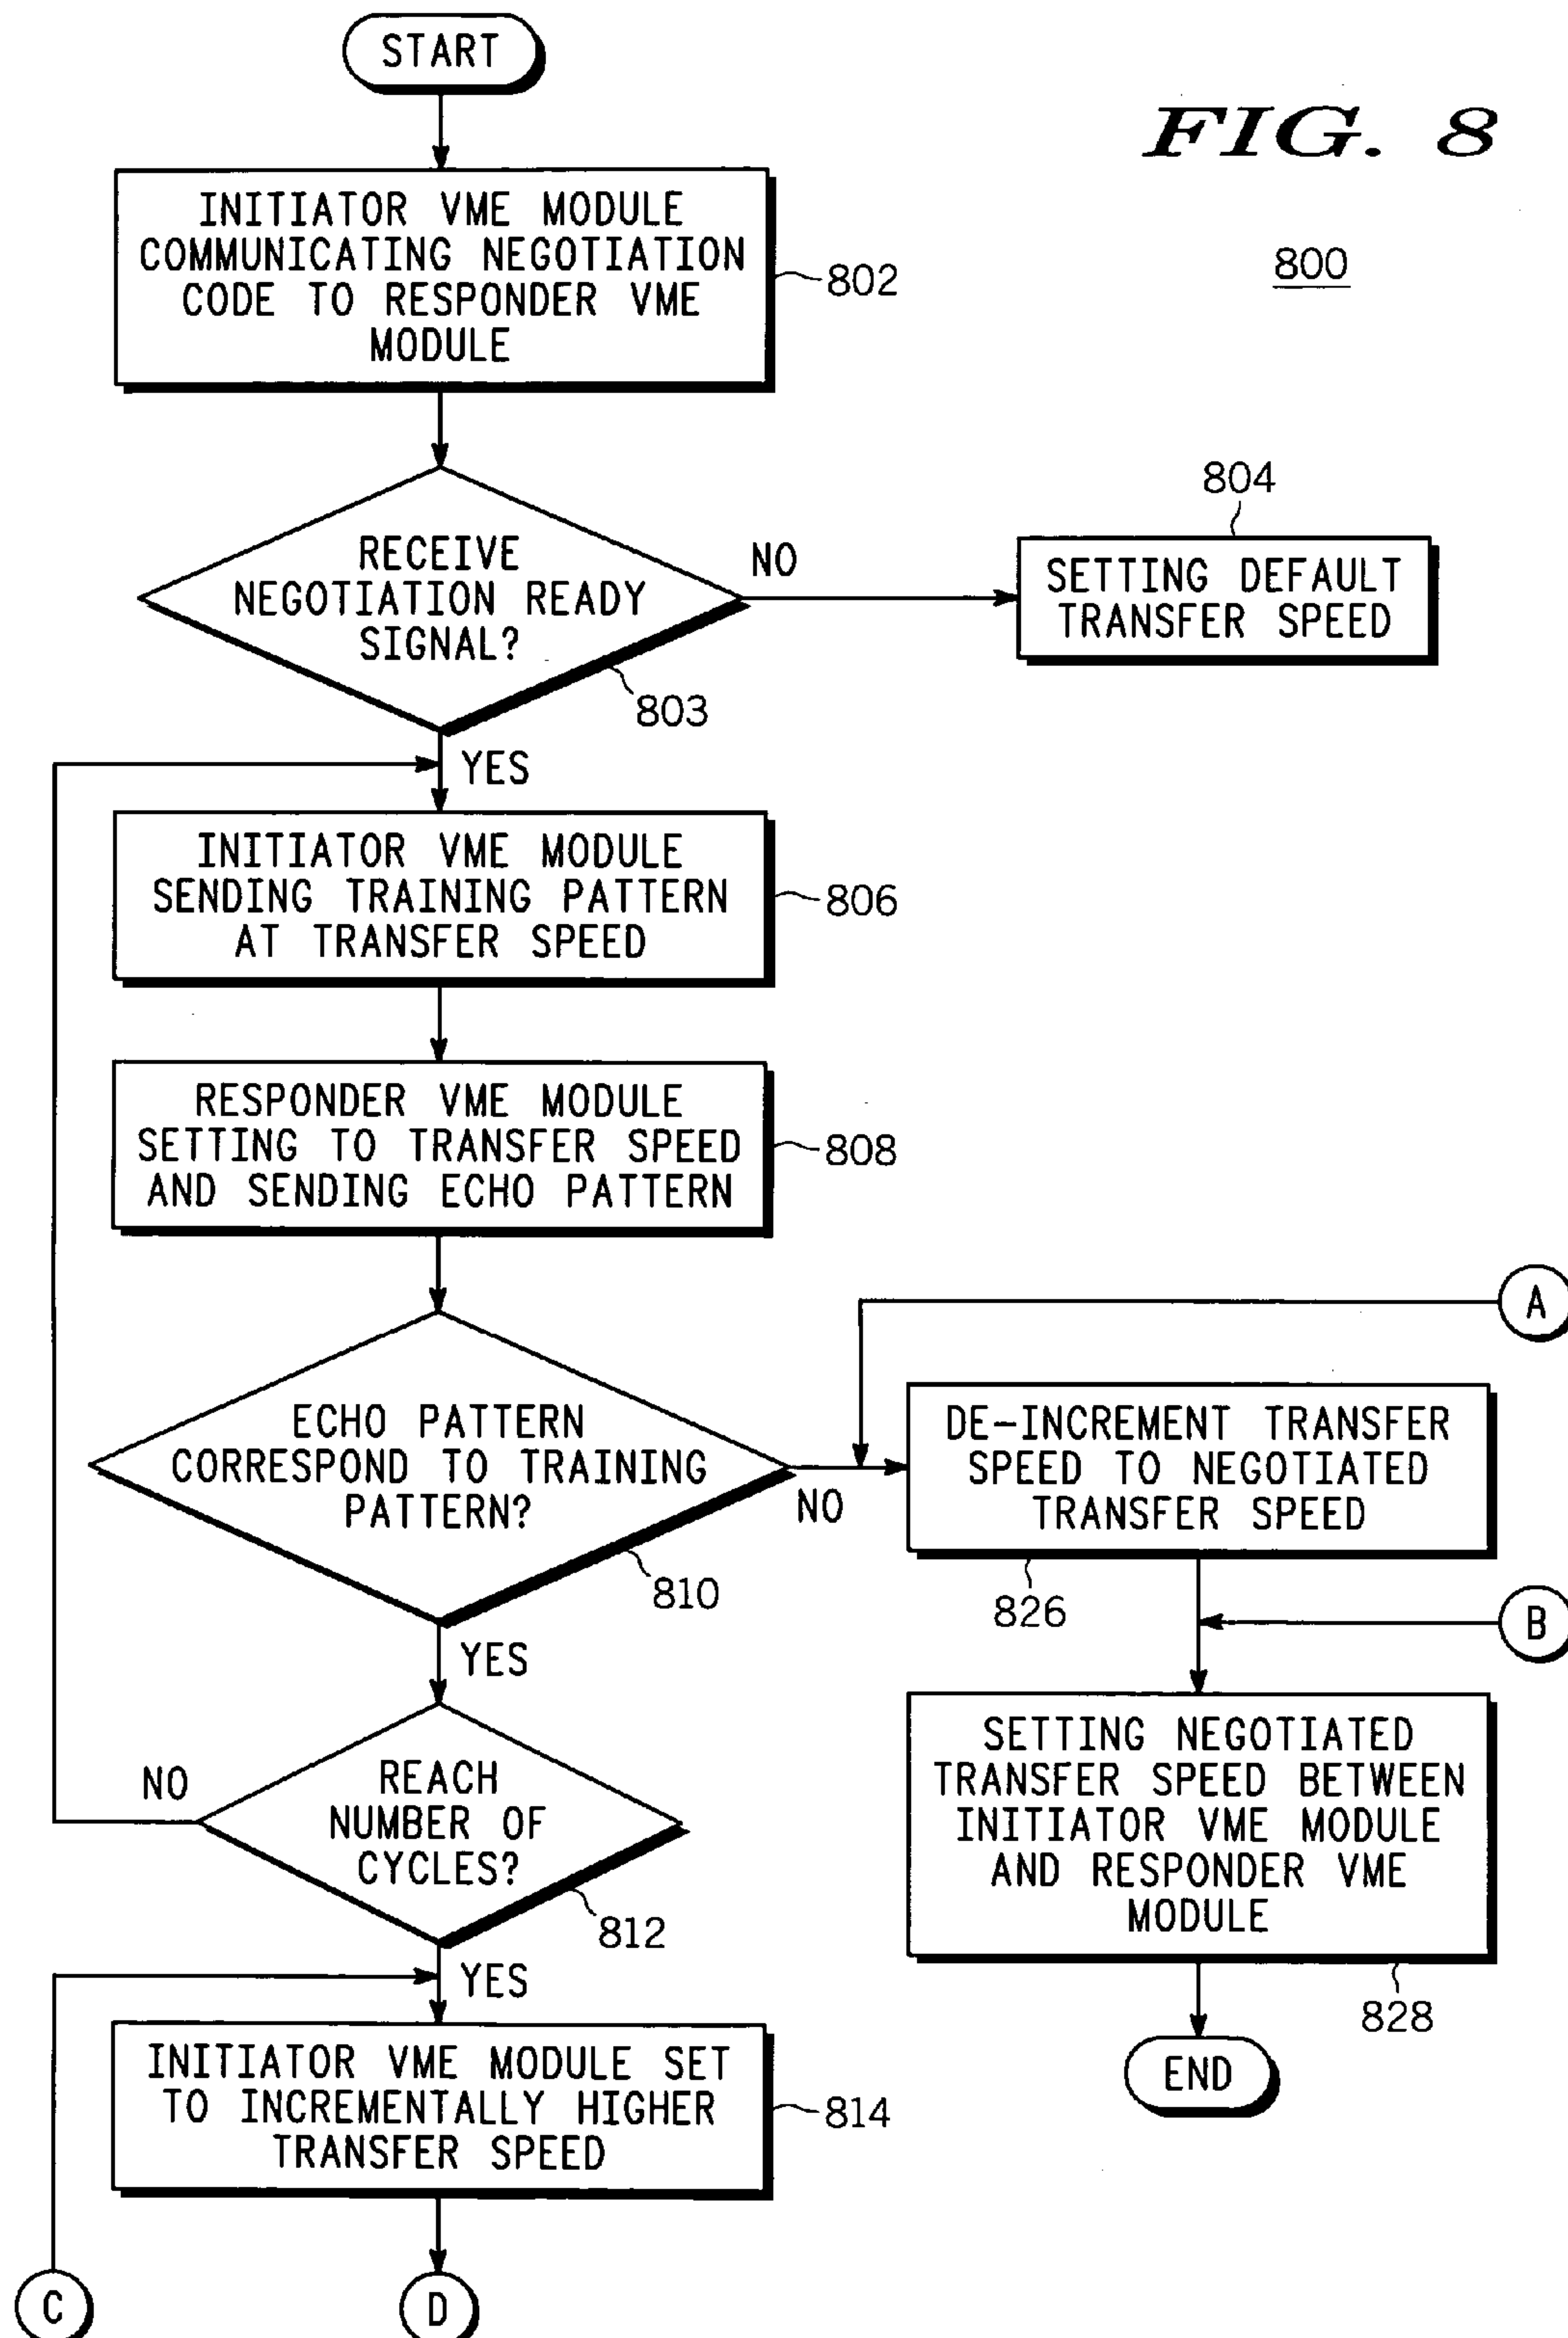 START
FIG. 8
800
INITIATOR VME MODULE
COMMUNICATING NEGOTIATION
CODE TO RESPONDER VME
MODULE
802
RECEIVE
NEGOTIATION READY
SIGNAL?
803
NO
804
SETTING DEFAULT
TRANSFER SPEED
YES
INITIATOR VME MODULE
SENDING TRAINING PATTERN
AT TRANSFER SPEED
806
RESPONDER VME MODULE
SETTING TO TRANSFER SPEED
AND SENDING ECHO PATTERN
808
A
ECHO PATTERN
CORRESPOND TO TRAINING
PATTERN?
810
NO
DE-INCREMENT TRANSFER
SPEED TO NEGOTIATED
TRANSFER SPEED
826
B
YES
REACH
NUMBER OF
CYCLES?
812
NO
SETTING NEGOTIATED
TRANSFER SPEED BETWEEN
INITIATOR VME MODULE
AND RESPONDER VME
MODULE
828
END
YES
INITIATOR VME MODULE SET
TO INCREMENTALLY HIGHER
TRANSFER SPEED
814
C
D